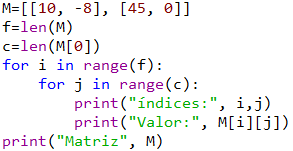 M=[[10, -8], [45, 0]]
f=len(M)
c=len(M[0])
for i in range(f):
    for j in range(c):
        print("índices:", i,j)
        print("Valor:", M[i][j])
print("Matriz", M)